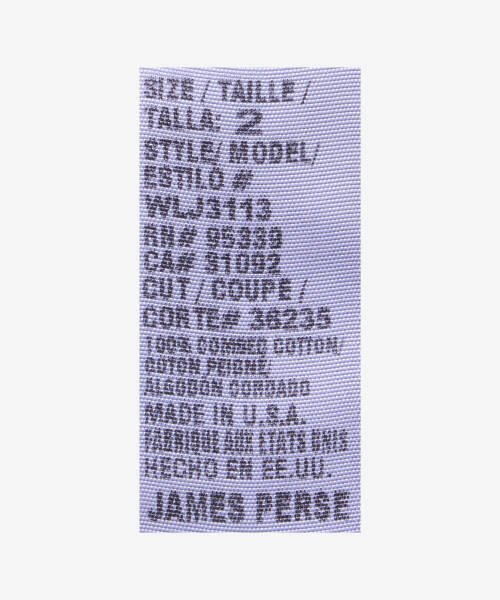 SIZE / TAILLE /
TALLA: 2
STYLE/ MODEL/
ESTILO #
WLJ3113
RN# 95339
CA# 31092
CUT / COUPE /
CORTE# 36235
100% COMBED COTTON/
COTON PEIGNE/
ALGODON CORDADO
MADE IN U.S.A.
FABRIQUE AUX ETATS UNIS
HECHO EN EE.UU.
JAMES PERSE